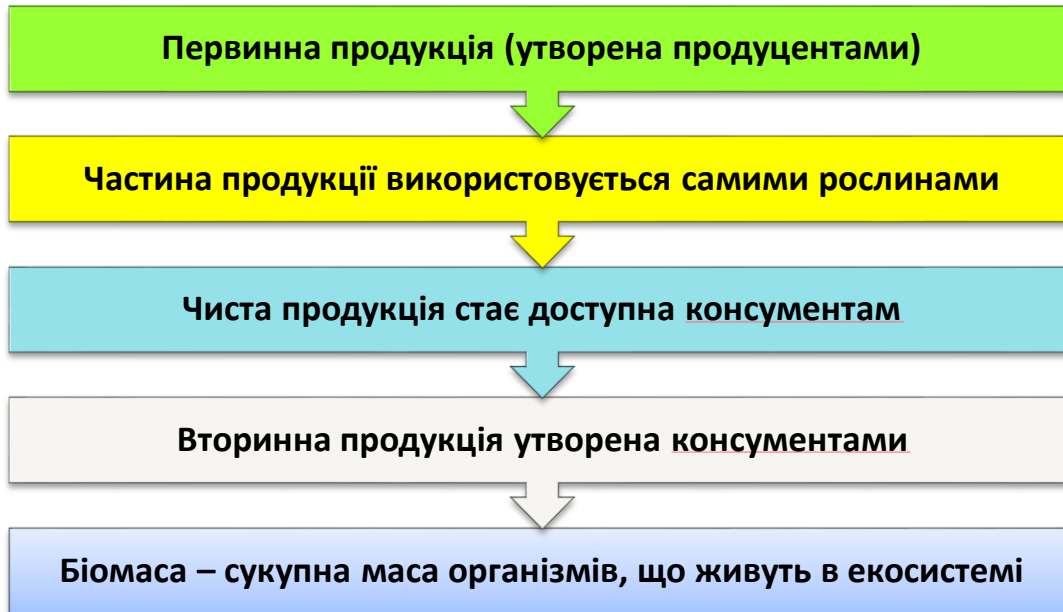 Первинна продукція (утворена продуцентами)
Частина продукції використовується самими рослинами
Чиста продукція стає доступна консументам
Вторинна продукція утворена консументами
Біомаса – сукупна маса організмів, що живуть в екосистемі